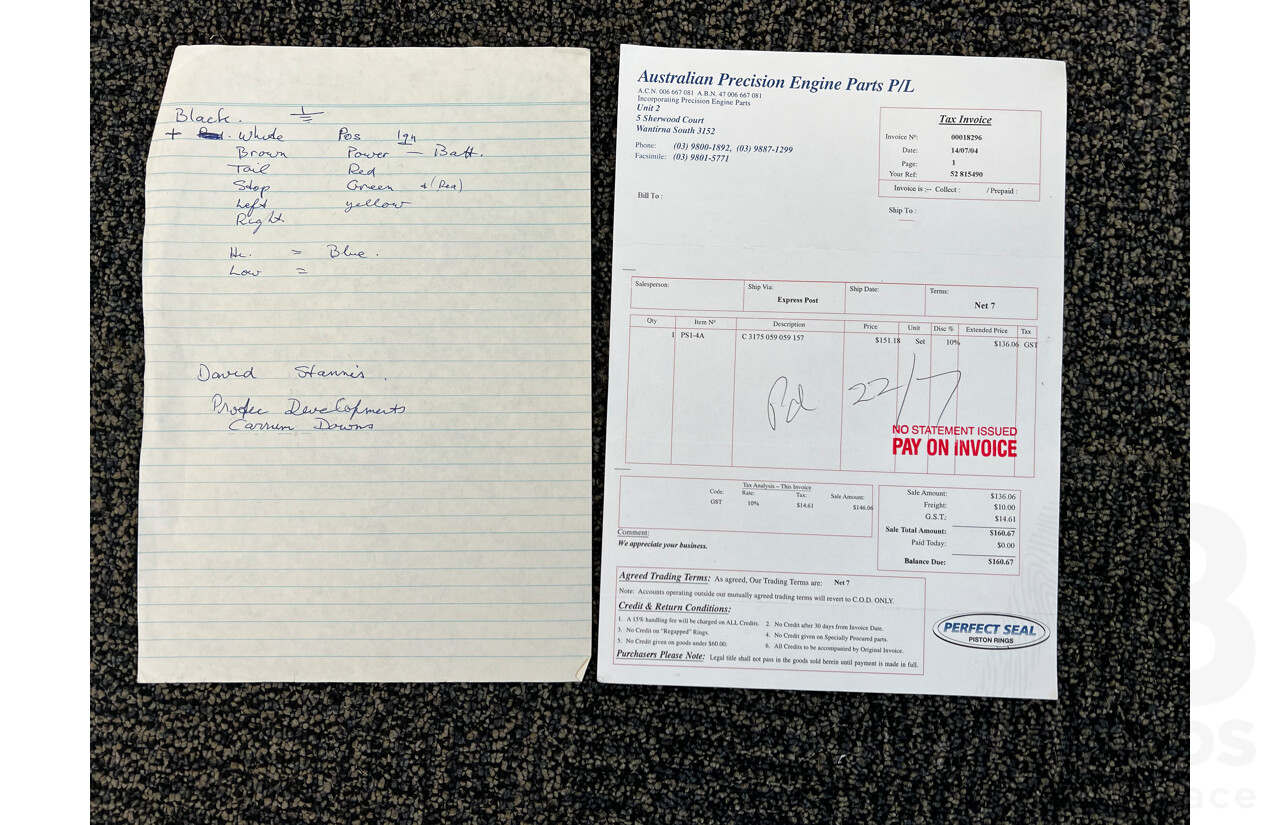 Black.
+ White Pos Ign
Brown Power — Batt.
Tail Red
Stop Green + (Red)
Left yellow
Right
Hi. = Blue.
Low =
David Stannis.
Developments
Carrum Downs
Australian Precision Engine Parts P/L
A.C.N. 006 667 081 A.B.N. 47 006 667 081
Incorporating Precision Engine Parts
Unit 2
5 Sherwood Court
Wantirna South 3152
Phone: (03) 9800-1892, (03) 9887-1299
Facsimile: (03) 9801-5771
Tax Invoice
Invoice Nº: 00018296
Date: 14/07/04
Page: 1
Your Ref: 52 815490
Invoice is :-- Collect : / Prepaid :
Bill To :
Ship To :
Salesperson: Ship Via: Ship Date: Terms:
Express Post Net 7
Qty Item Nº Description Price Unit Disc % Extended Price Tax
1 PS1-4A C 3175 059 059 157 $151.18 Set 10% $136.06 GST
Pd 22/7
NO STATEMENT ISSUED
PAY ON INVOICE
Tax Analysis – This Invoice
Code: Rate: Tax: Sale Amount:
GST 10% $14.61 $146.06
Sale Amount: $136.06
Freight: $10.00
G.S.T.: $14.61
Sale Total Amount: $160.67
Paid Today: $0.00
Balance Due: $160.67
Comment:
We appreciate your business.
Agreed Trading Terms: As agreed, Our Trading Terms are: Net 7
Note: Accounts operating outside our mutually agreed trading terms will revert to C.O.D. ONLY.
Credit & Return Conditions:
1. A 15% handling fee will be charged on ALL Credits. 2. No Credit after 30 days from Invoice Date.
3. No Credit on "Regapped" Rings. 4. No Credit given on Specially Procured parts.
5. No Credit given on goods under $60.00. 6. All Credits to be accompanied by Original Invoice.
Purchasers Please Note: Legal title shall not pass in the goods sold herein until payment is made in full.
PERFECT SEAL
PISTON RINGS